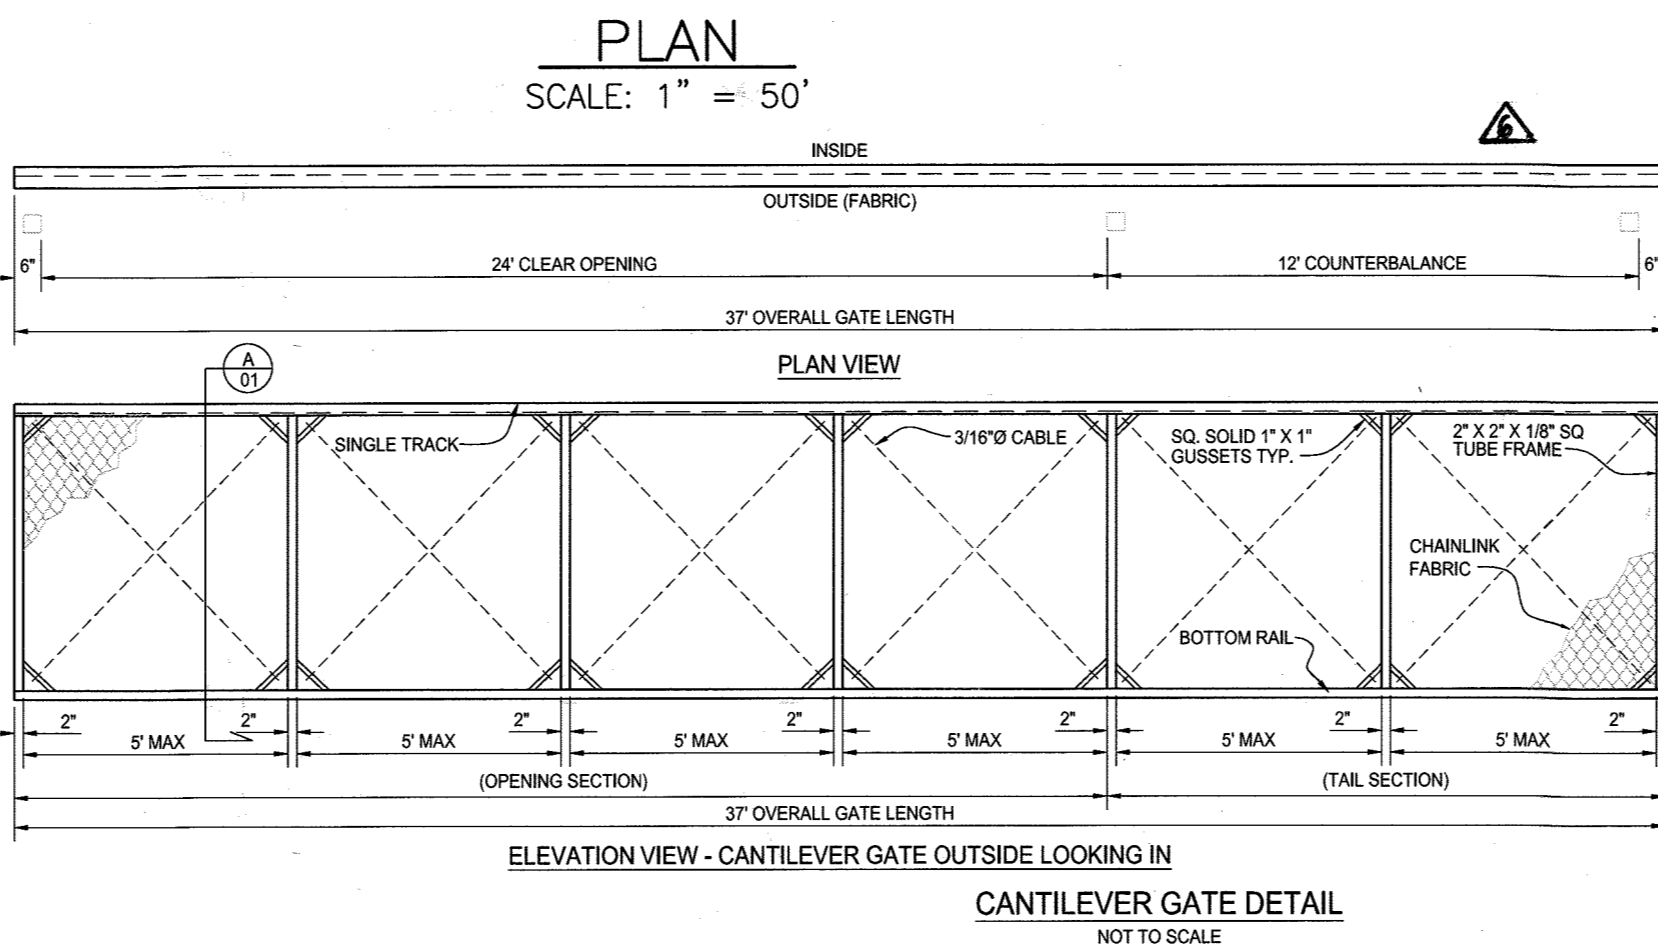 PLAN
SCALE: 1" = 50'
6
INSIDE
OUTSIDE (FABRIC)
6"
24' CLEAR OPENING
12' COUNTERBALANCE
6"
37' OVERALL GATE LENGTH
PLAN VIEW
A
01
SINGLE TRACK
3/16"Ø CABLE
SQ. SOLID 1" X 1"
GUSSETS TYP.
2" X 2" X 1/8" SQ
TUBE FRAME
CHAINLINK
FABRIC
BOTTOM RAIL
2"
2"
2"
2"
2"
2"
2"
5' MAX
5' MAX
5' MAX
5' MAX
5' MAX
5' MAX
(OPENING SECTION)
(TAIL SECTION)
37' OVERALL GATE LENGTH
ELEVATION VIEW - CANTILEVER GATE OUTSIDE LOOKING IN
CANTILEVER GATE DETAIL
NOT TO SCALE